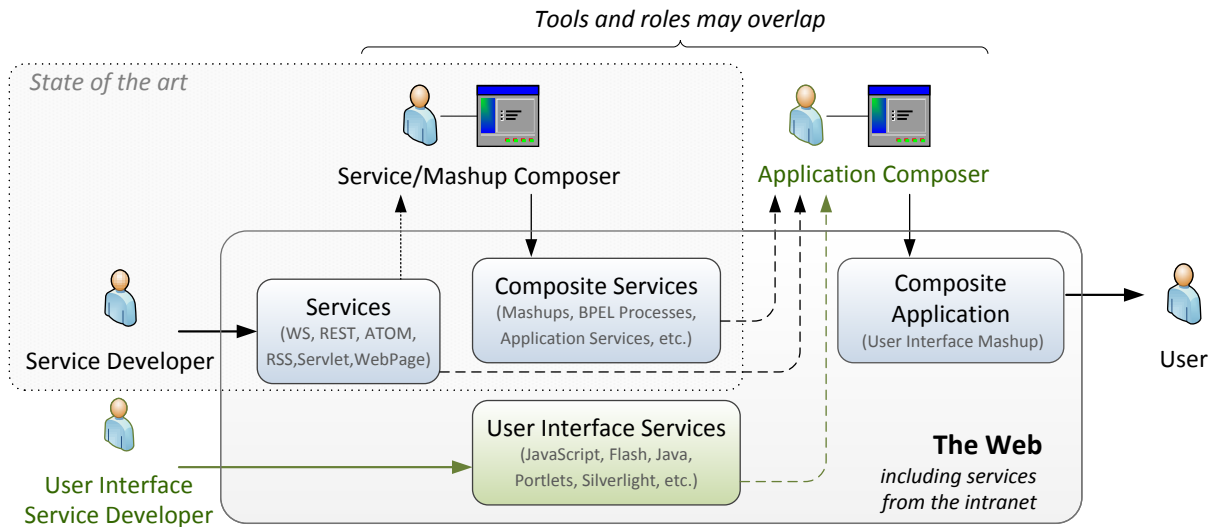 Tools and roles may overlap
State of the art
Service/Mashup Composer
Application Composer
Service Developer
Services
(WS, REST, ATOM,
RSS,Servlet,WebPage)
Composite Services
(Mashups, BPEL Processes,
Application Services, etc.)
Composite
Application
(User Interface Mashup)
User
User Interface
Service Developer
User Interface Services
(JavaScript, Flash, Java,
Portlets, Silverlight, etc.)
The Web
including services
from the intranet